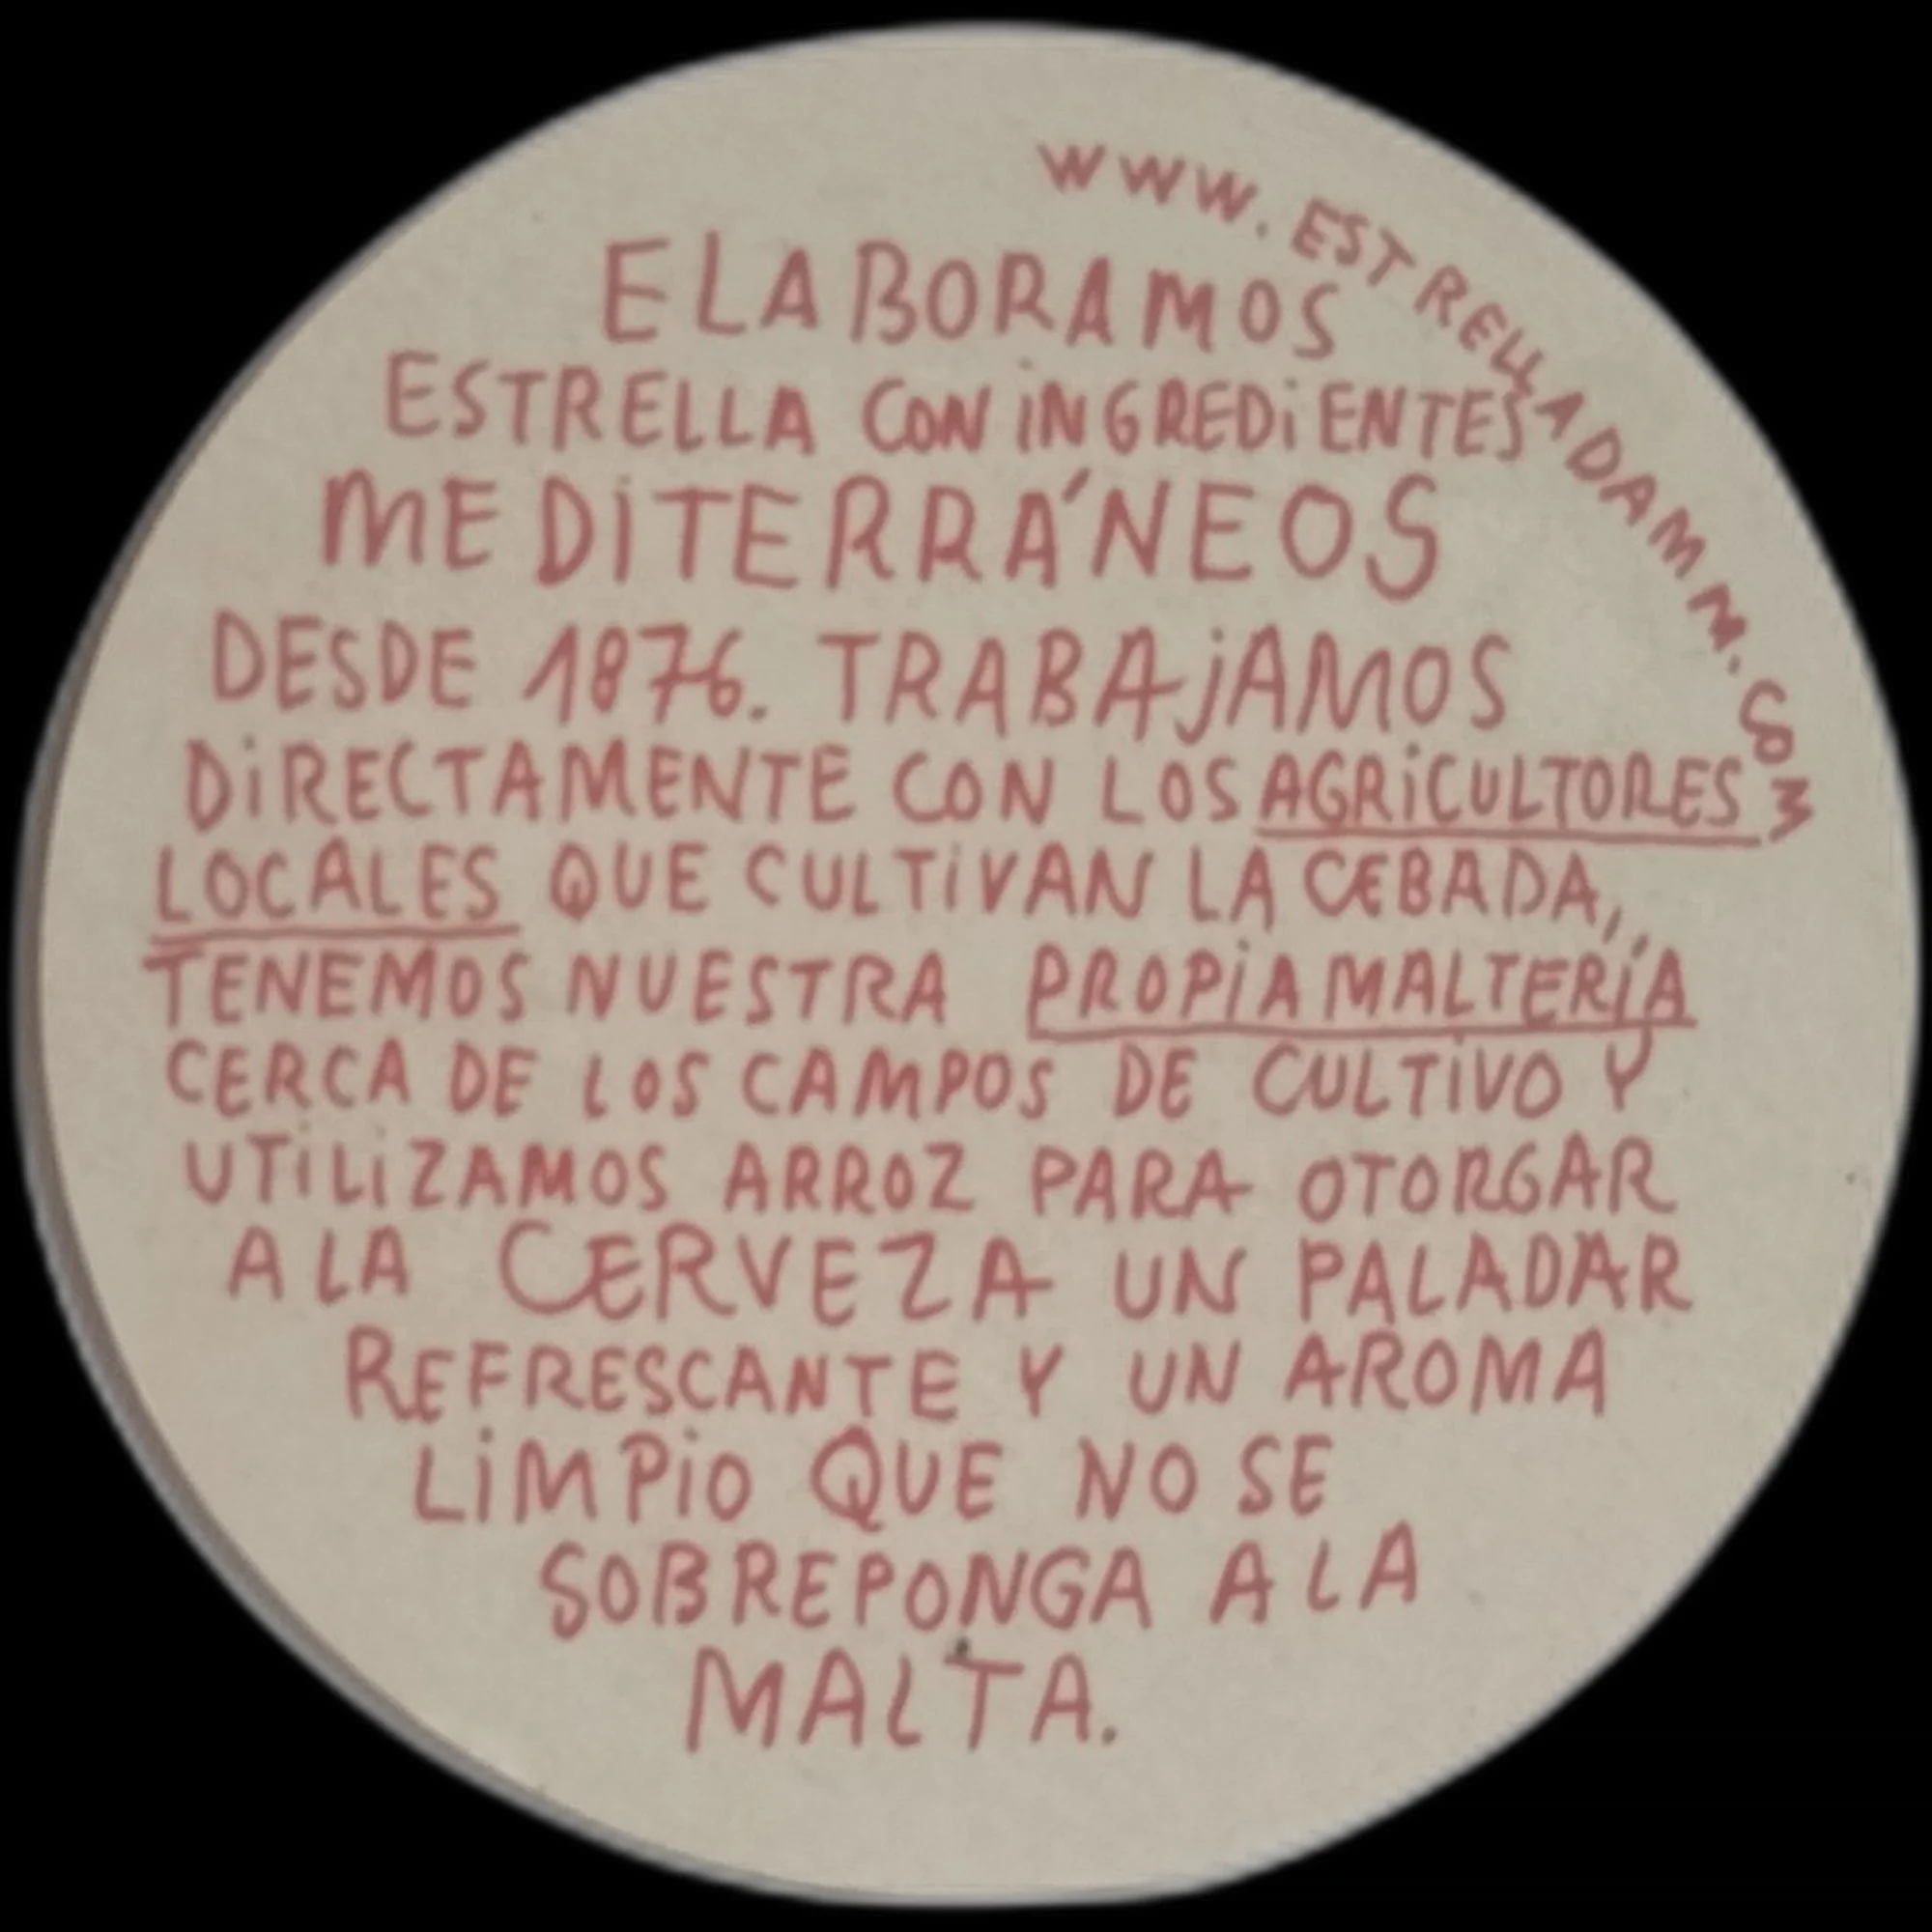 www.ESTRELLADAMM.COM
ELABORAMOS
ESTRELLA CON INGREDIENTES
MEDITERRÁNEOS
DESDE 1876. TRABAJAMOS
DIRECTAMENTE CON LOS AGRICULTORES
LOCALES QUE CULTIVAN LA CEBADA,
TENEMOS NUESTRA PROPIA MALTERÍA
CERCA DE LOS CAMPOS DE CULTIVO Y
UTILIZAMOS ARROZ PARA OTORGAR
A LA CERVEZA UN PALADAR
REFRESCANTE Y UN AROMA
LIMPIO QUE NO SE
SOBREPONGA A LA
MALTA.